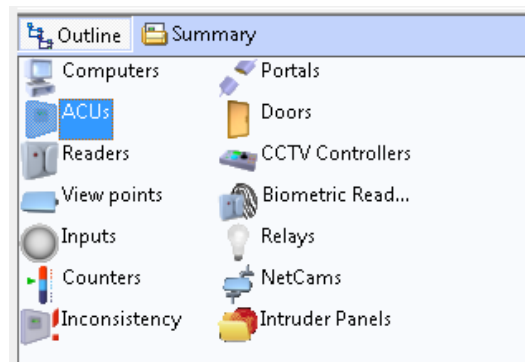 Outline Summary
Computers Portals
ACUs Doors
Readers CCTV Controllers
View points Biometric Read...
Inputs Relays
Counters NetCams
Inconsistency Intruder Panels